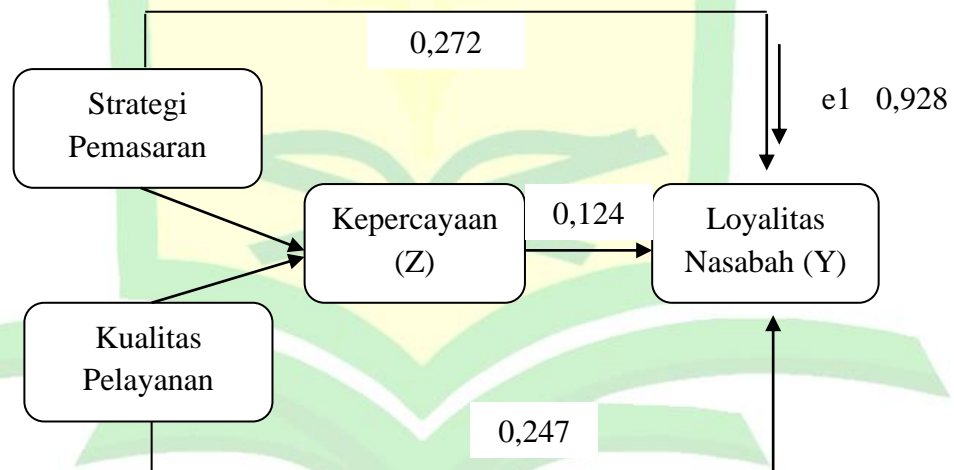 0,272
e1 0,928
Strategi
Pemasaran
Kepercayaan
(Z)
0,124
Loyalitas
Nasabah (Y)
Kualitas
Pelayanan
0,247